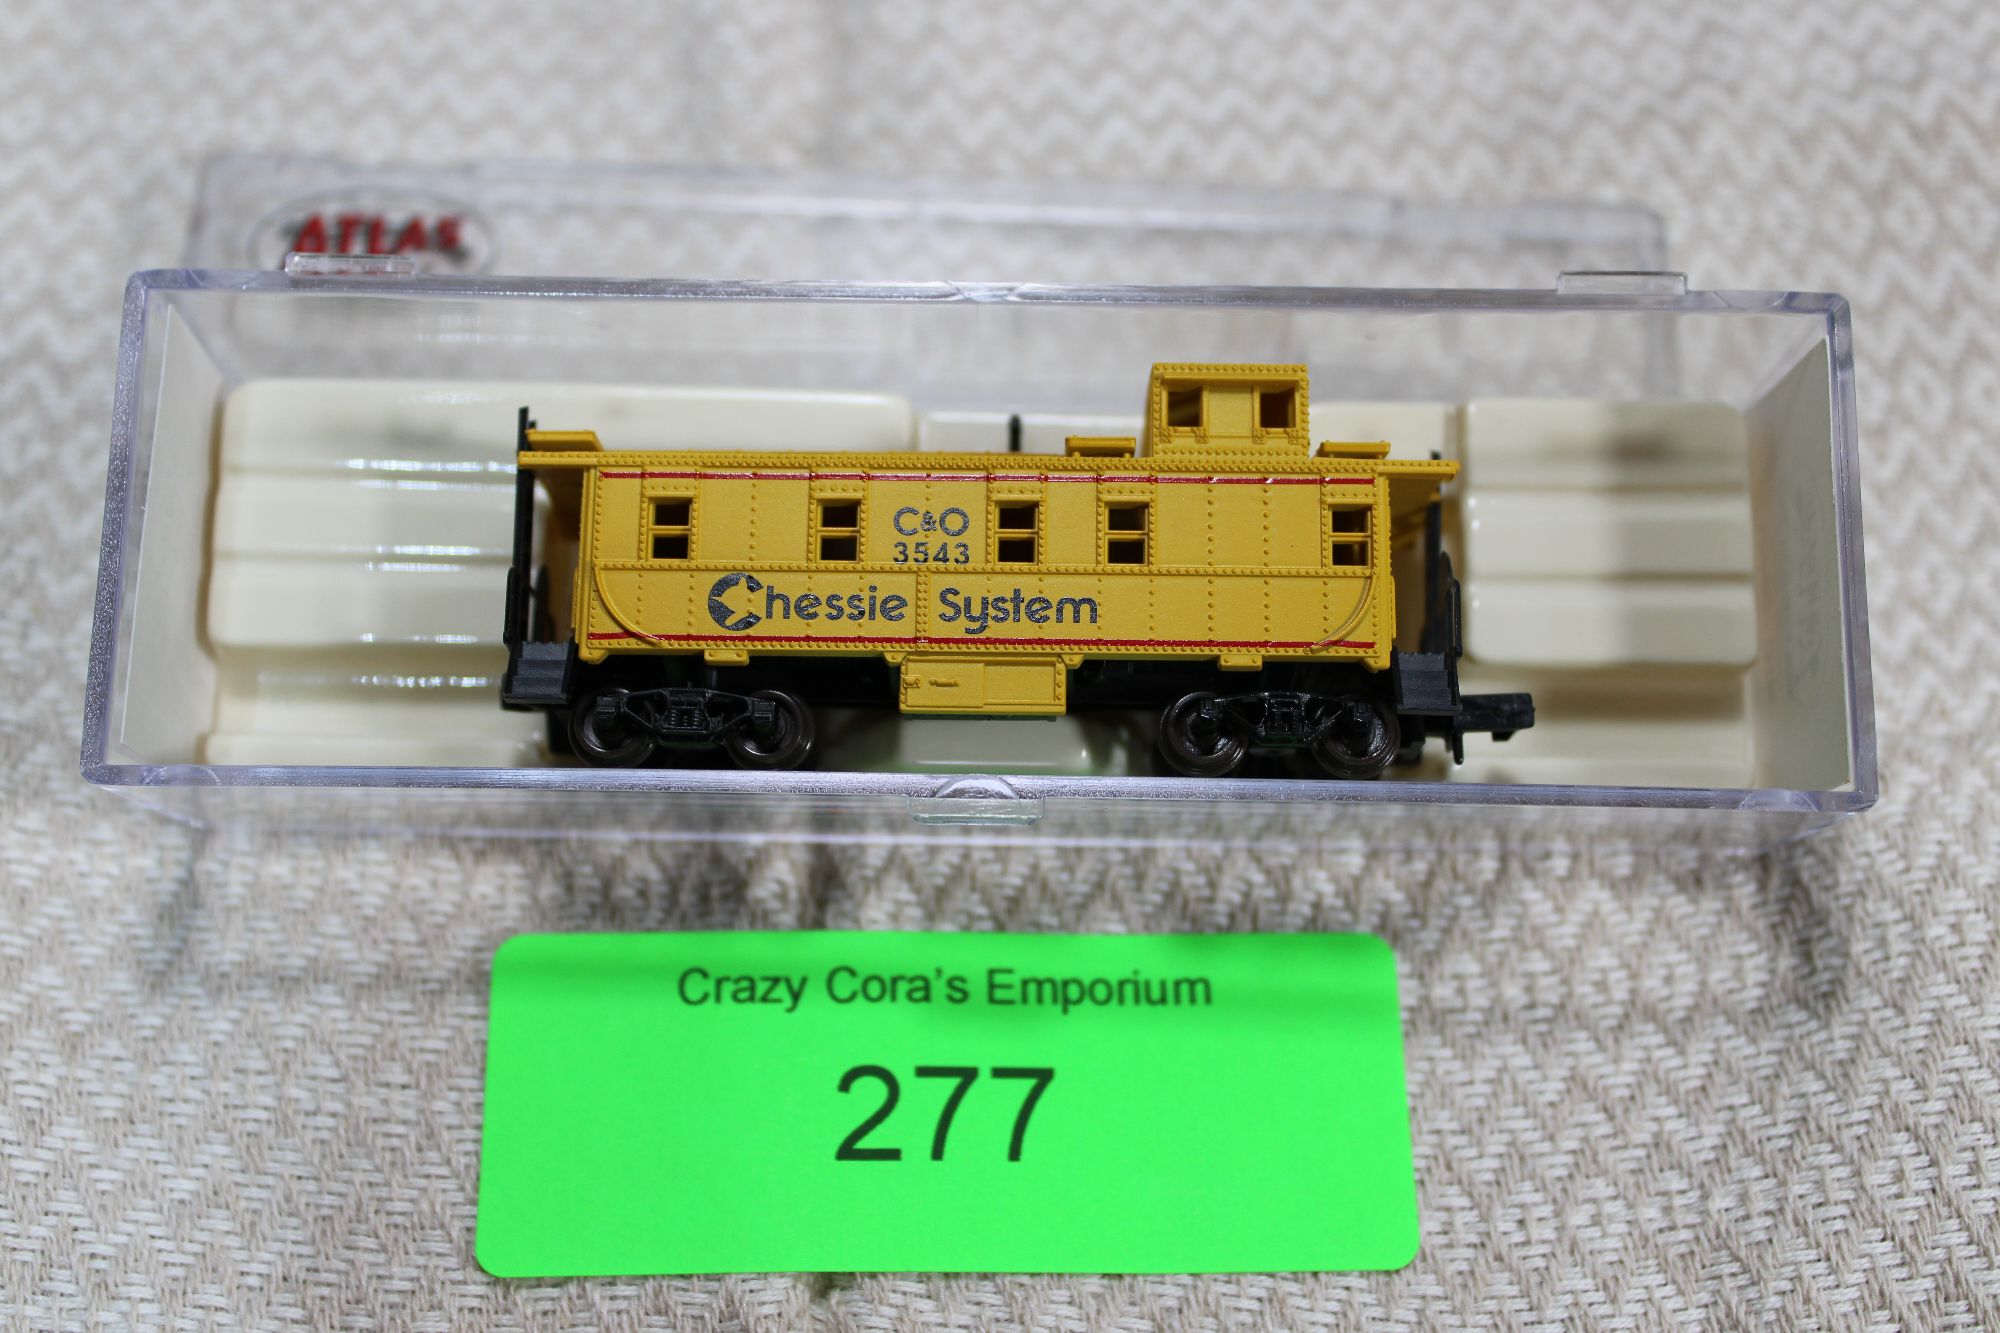 ATLAS
C&O
3543
Chessie System
Crazy Cora's Emporium
277